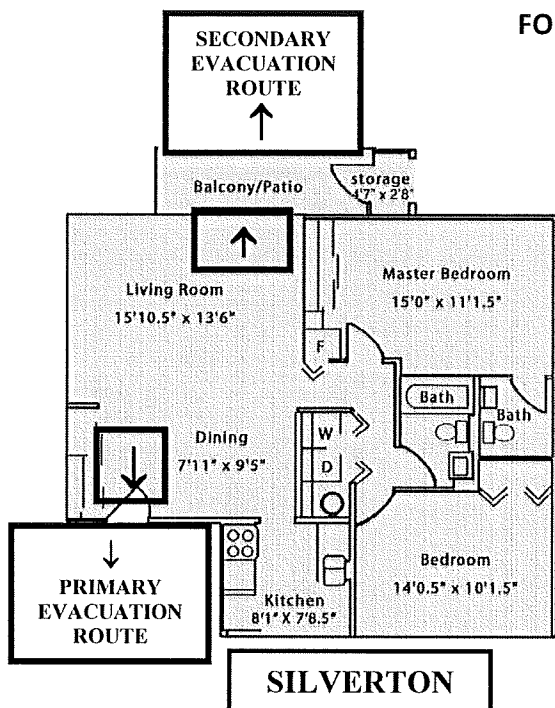 FO
SECONDARY
EVACUATION
ROUTE
Balcony/Patio
storage
4'7" x 2'8"
Living Room
15'10.5" x 13'6"
Master Bedroom
15'0" x 11'1.5"
F
Bath
Bath
W
D
Dining
7'11" x 9'5"
PRIMARY
EVACUATION
ROUTE
Bedroom
14'0.5" x 10'1.5"
Kitchen
8'1" X 7'8.5"
SILVERTON